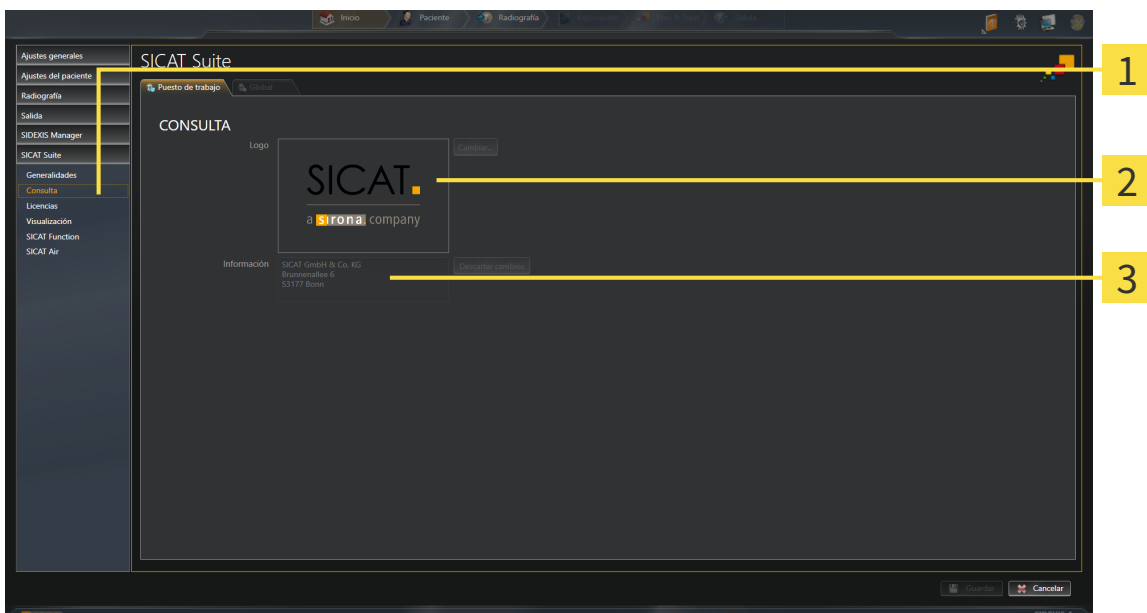 Inicio
Paciente
Radiografía
Ajustes generales
Ajustes del paciente
Radiografía
Salida
SIDEXIS Manager
SICAT Suite
Generalidades
Consulta
Licencias
Visualización
SICAT Function
SICAT Air
SICAT Suite
Puesto de trabajo
Global
CONSULTA
Logo
SICAT.
a sirona. company
Cambiar...
Información
SICAT GmbH & Co. KG
Brunnenallee 6
53177 Bonn
Descartar cambios
Guardar
Cancelar
1
2
3